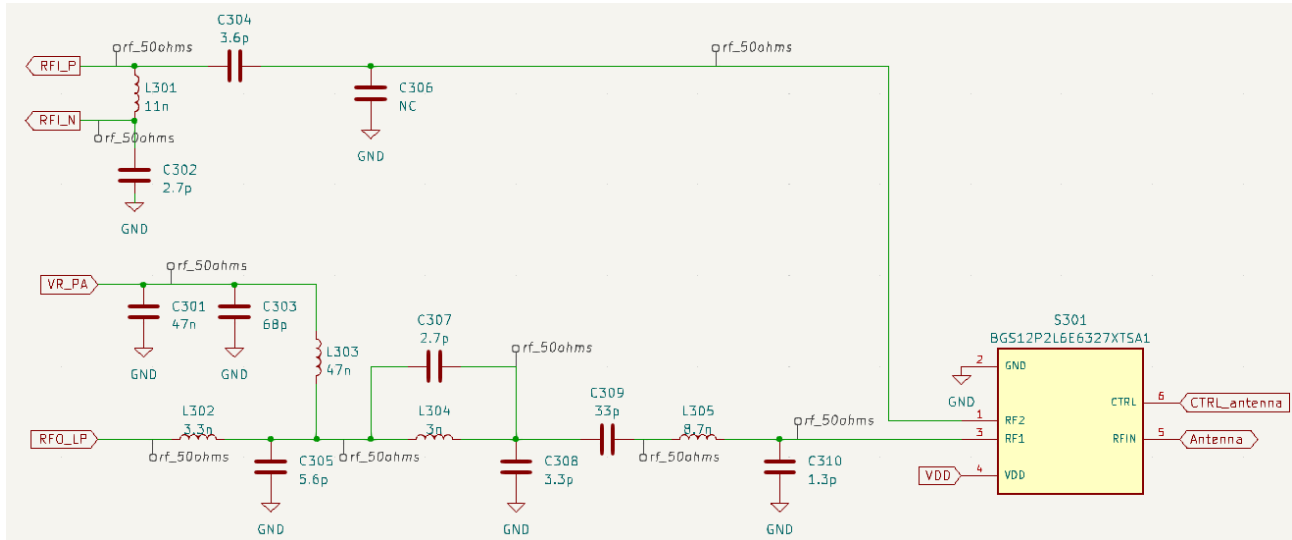 C304
3.6p
rf_50ohms
rf_50ohms
RFI_P
L301
11n
C306
NC
RFI_N
rf_50ohms
GND
C302
2.7p
GND
rf_50ohms
VR_PA
C301
47n
C303
68p
C307
2.7p
S301
BGS12P2L6E6327XTSA1
GND
GND
L303
47n
rf_50ohms
2
GND
GND
C309
33p
CTRL
6
CTRL_antenna
L302
3.3n
L304
3n
L305
8.7n
rf_50ohms
1
RF2
RFO_LP
3
RF1
RFIN
5
Antenna
rf_50ohms
C305
5.6p
rf_50ohms
C308
3.3p
rf_50ohms
C310
1.3p
VDD
4
VDD
GND
GND
GND